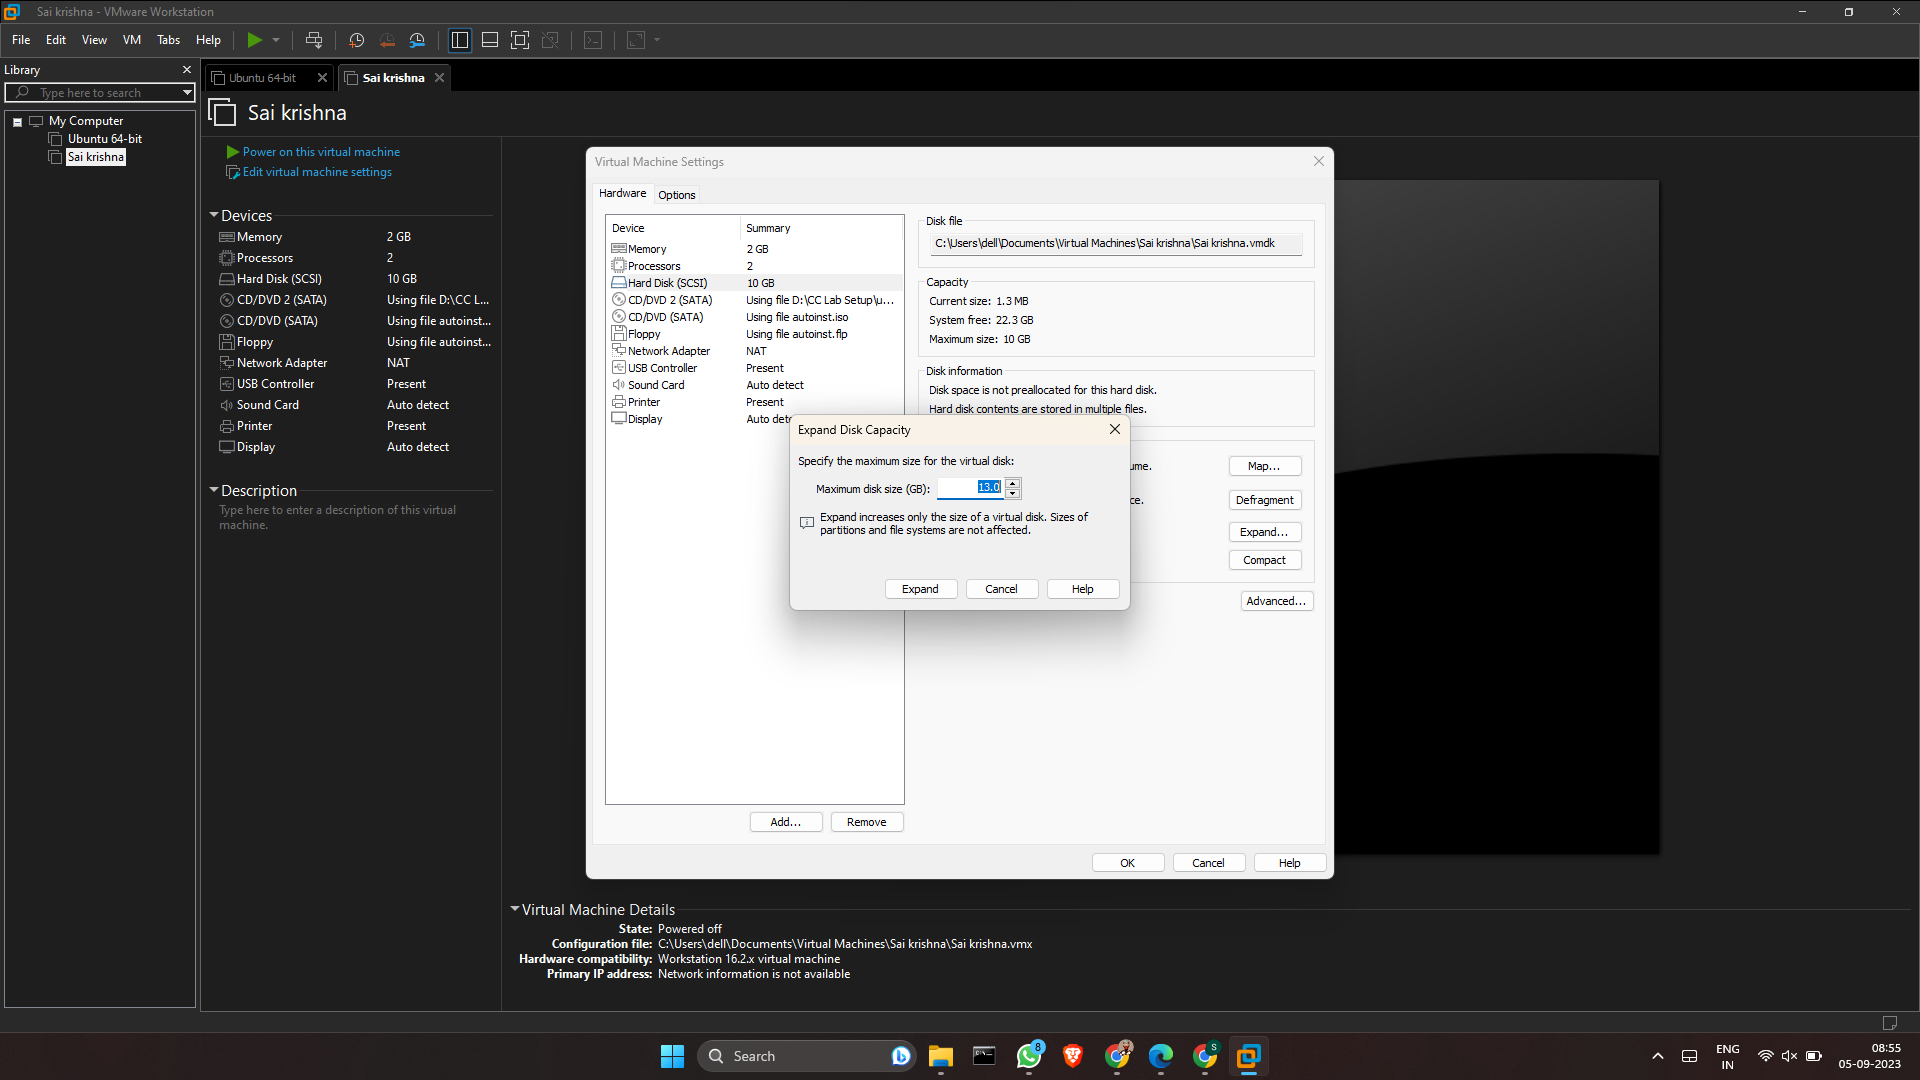 Sai krishna - VMware Workstation
File Edit View VM Tabs Help
Library
Type here to search
My Computer
Ubuntu 64-bit
Sai krishna
Ubuntu 64-bit
Sai krishna
Sai krishna
Power on this virtual machine
Edit virtual machine settings
Devices
Memory 2 GB
Processors 2
Hard Disk (SCSI) 10 GB
CD/DVD 2 (SATA) Using file D:\CC L...
CD/DVD (SATA) Using file autoinst...
Floppy Using file autoinst...
Network Adapter NAT
USB Controller Present
Sound Card Auto detect
Printer Present
Display Auto detect
Description
Type here to enter a description of this virtual
machine.
Virtual Machine Settings
Hardware Options
Device Summary
Memory 2 GB
Processors 2
Hard Disk (SCSI) 10 GB
CD/DVD 2 (SATA) Using file D:\CC Lab Setup\u...
CD/DVD (SATA) Using file autoinst.iso
Floppy Using file autoinst.flp
Network Adapter NAT
USB Controller Present
Sound Card Auto detect
Printer Present
Display Auto dete
Add... Remove
Disk file
C:\Users\dell\Documents\Virtual Machines\Sai krishna\Sai krishna.vmdk
Capacity
Current size: 1.3 MB
System free: 22.3 GB
Maximum size: 10 GB
Disk information
Disk space is not preallocated for this hard disk.
Hard disk contents are stored in multiple files.
ume. Map...
ce. Defragment
Expand...
Compact
Advanced...
Expand Disk Capacity
Specify the maximum size for the virtual disk:
Maximum disk size (GB): 13.0
Expand increases only the size of a virtual disk. Sizes of
partitions and file systems are not affected.
Expand Cancel Help
OK Cancel Help
Virtual Machine Details
State: Powered off
Configuration file: C:\Users\dell\Documents\Virtual Machines\Sai krishna\Sai krishna.vmx
Hardware compatibility: Workstation 16.2.x virtual machine
Primary IP address: Network information is not available
Search
8
S
ENG
IN
08:55
05-09-2023